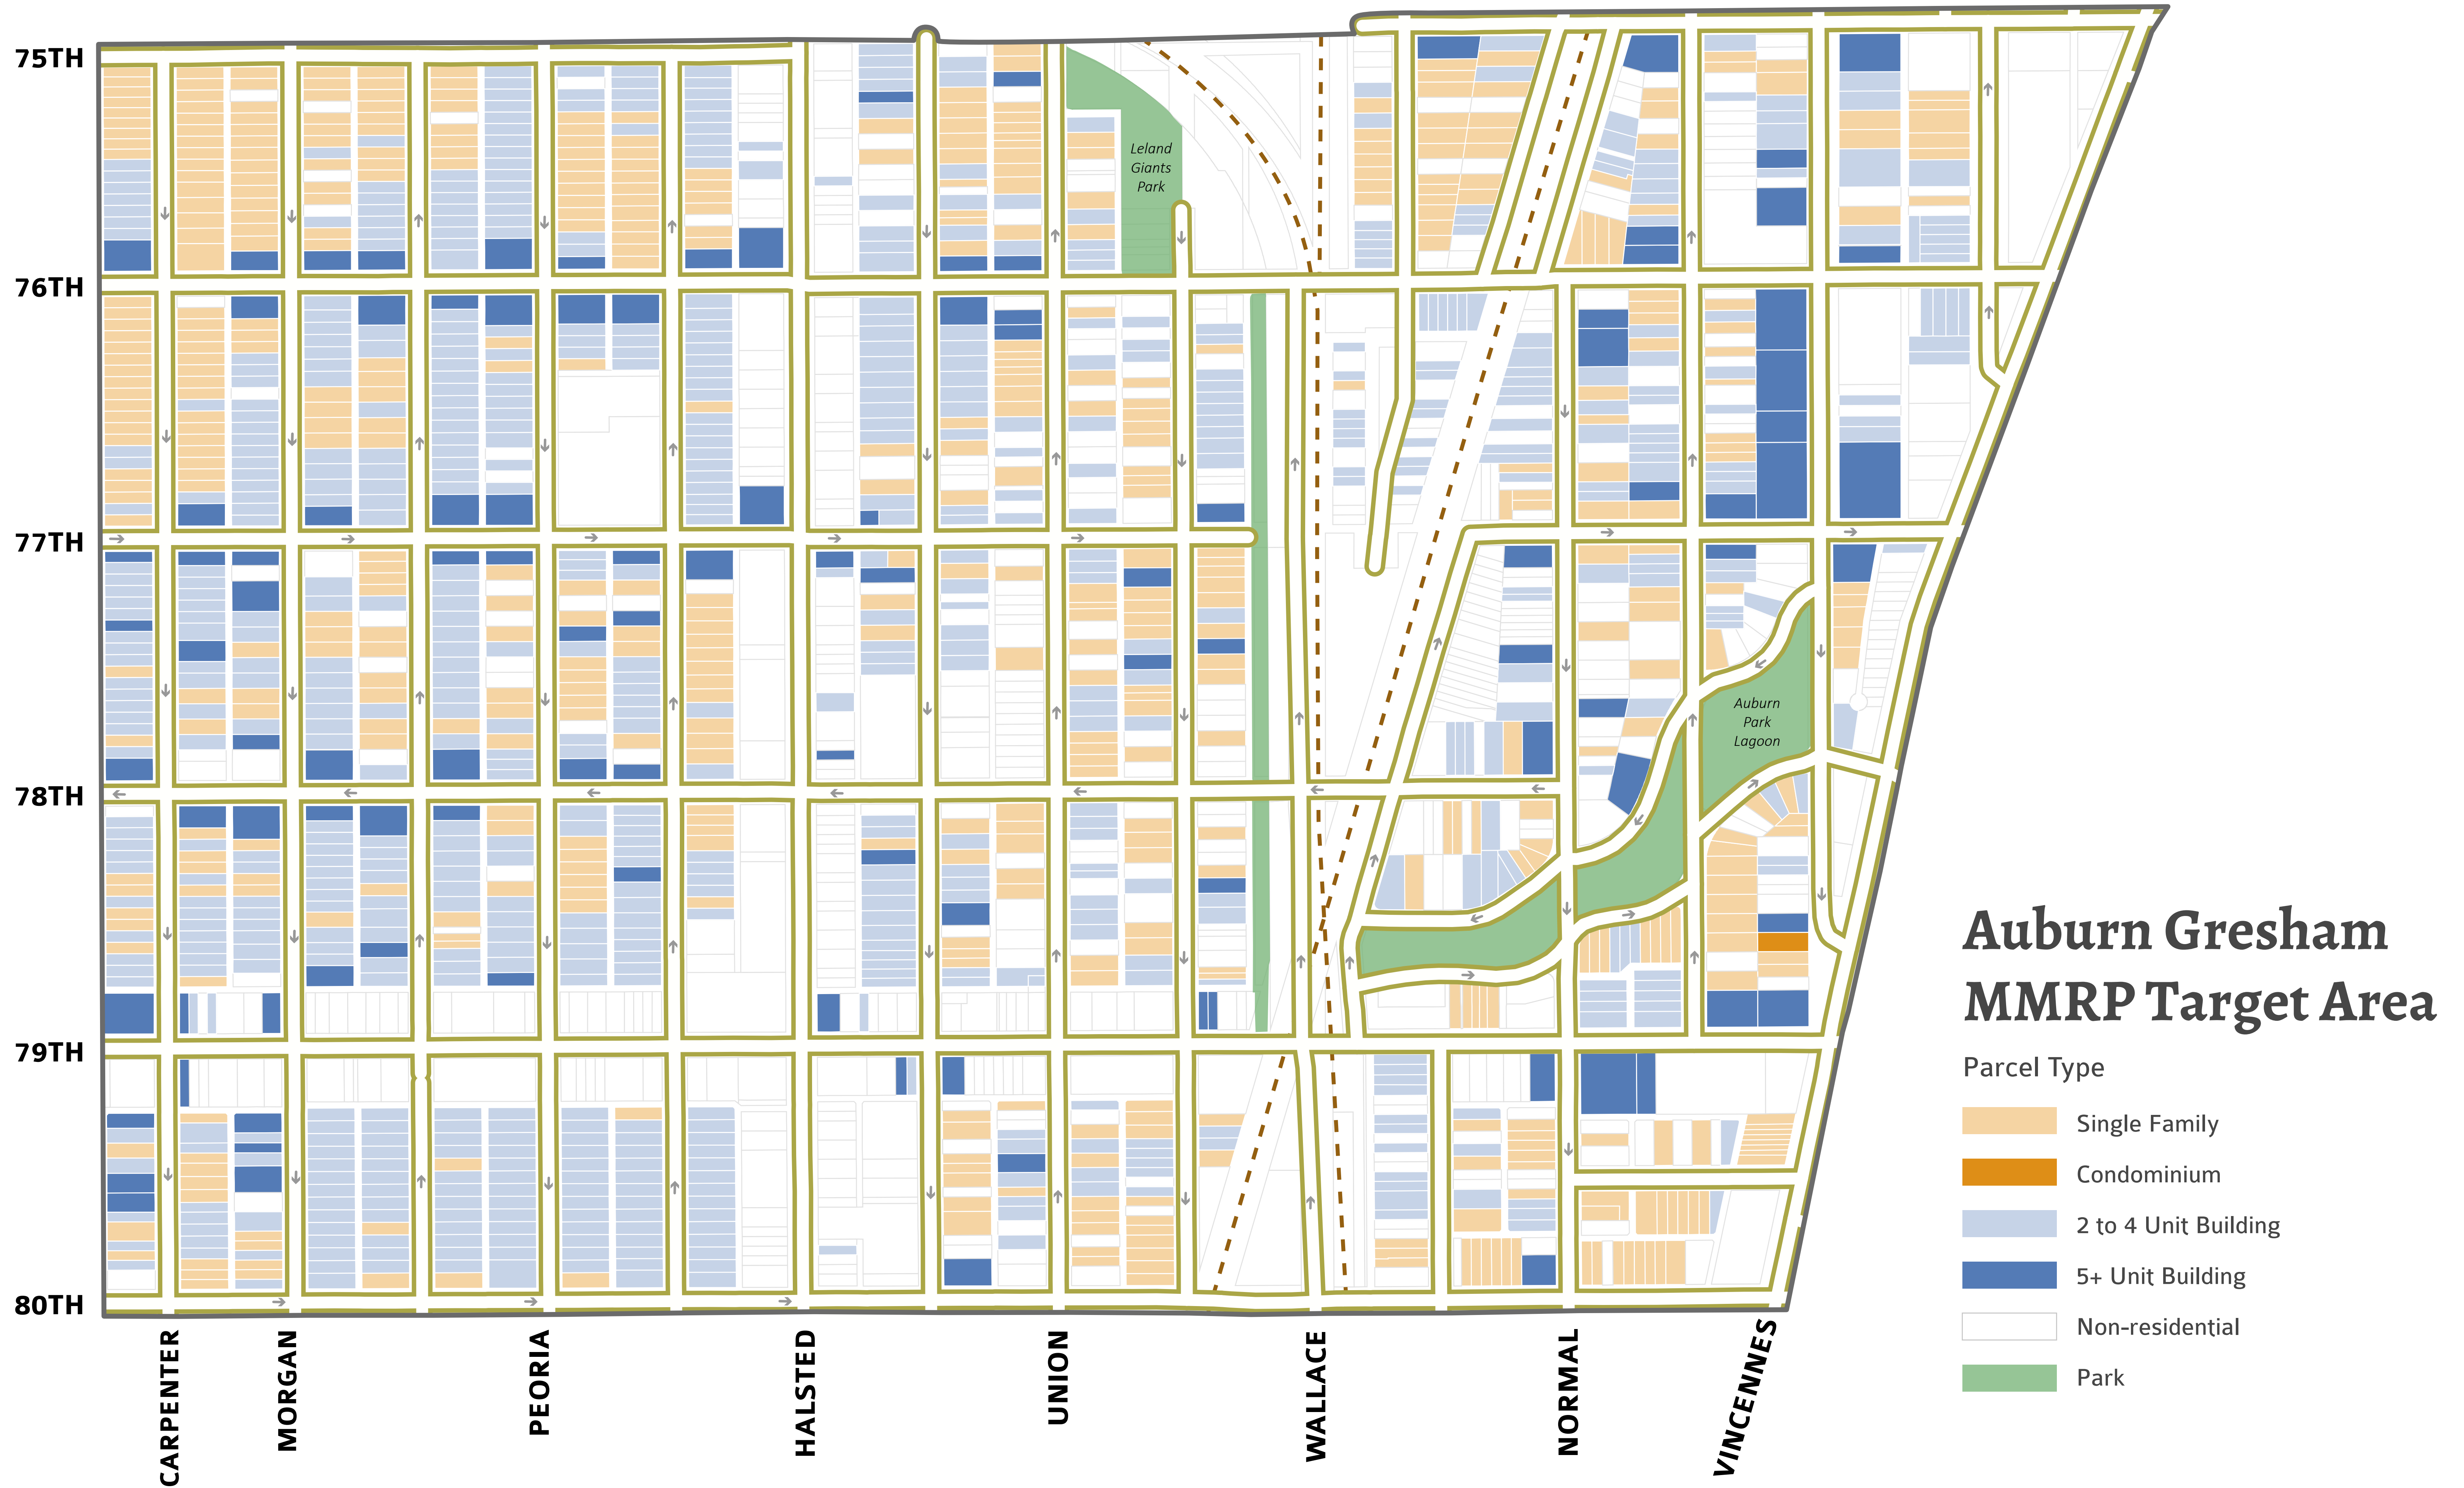 75TH
76TH
77TH
78TH
79TH
80TH
Leland
Giants
Park
Auburn
Park
Lagoon
CARPENTER
MORGAN
PEORIA
HALSTED
UNION
WALLACE
NORMAL
VINCENNES
Auburn Gresham
MMRP Target Area
Parcel Type
Single Family
Condominium
2 to 4 Unit Building
5+ Unit Building
Non-residential
Park